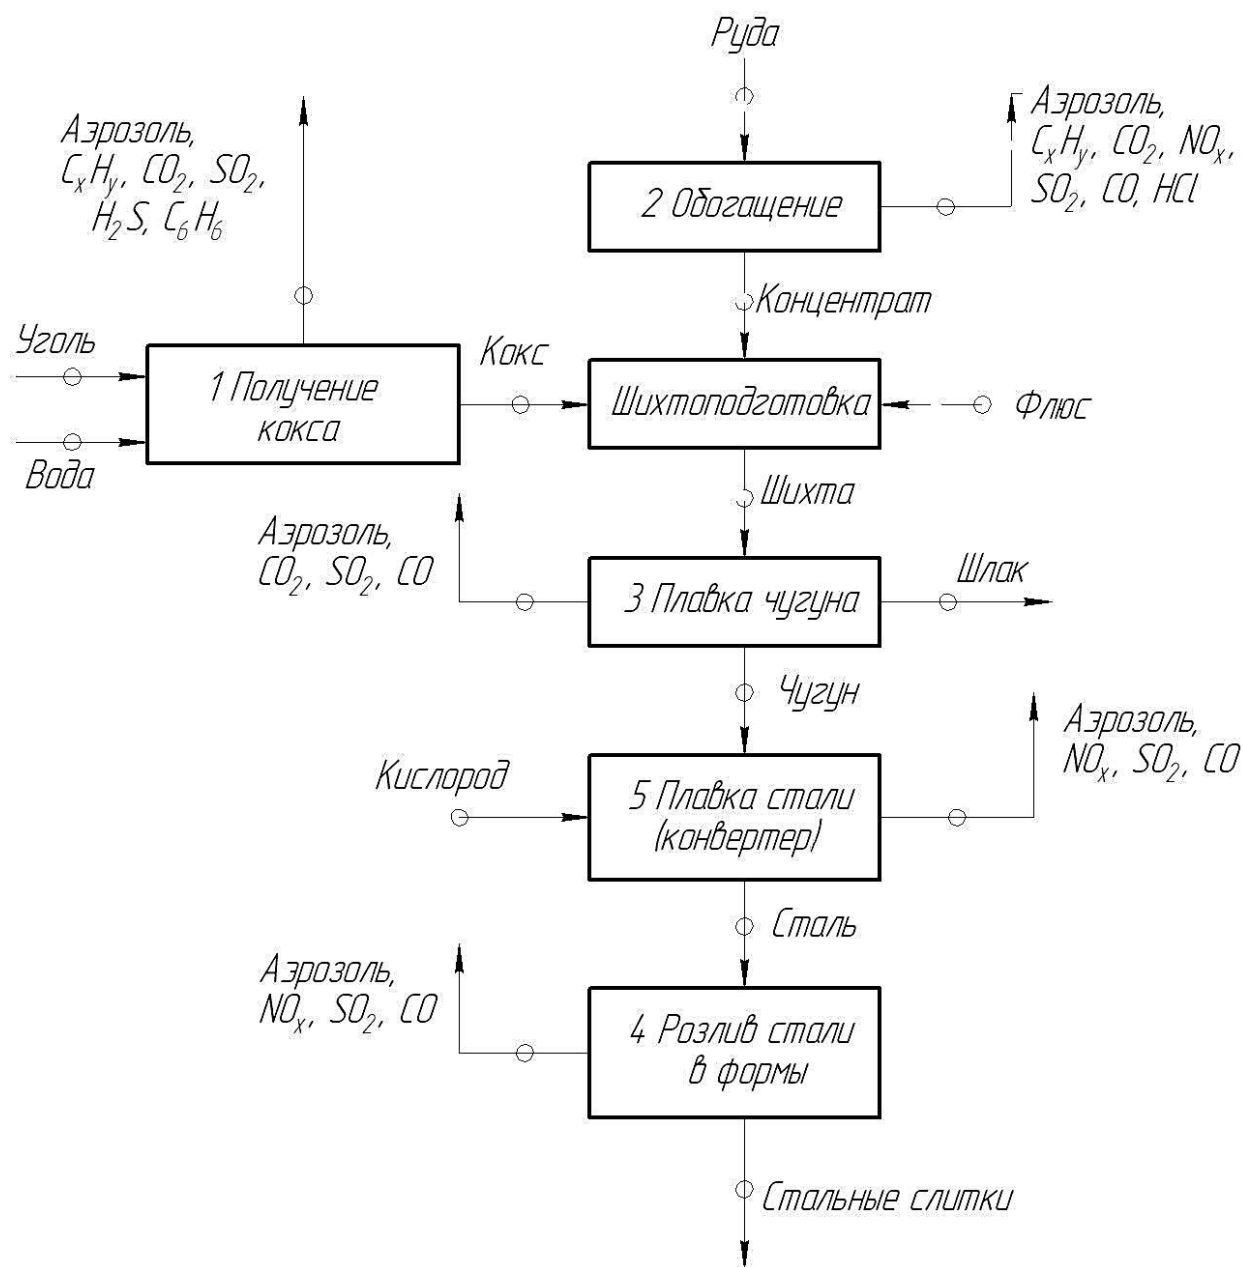 Руда
Аэрозоль,
CxHy, CO2, SO2,
H2S, C6H6
Аэрозоль,
CxHy, CO2, NOx,
SO2, CO, HCl
2 Обогащение
Концентрат
Уголь
Вода
1 Получение
кокса
Кокс
Шихтоподготовка
Флюс
Шихта
Аэрозоль,
CO2, SO2, CO
3 Плавка чугуна
Шлак
Чугун
Кислород
5 Плавка стали
(конвертер)
Аэрозоль,
NOx, SO2, CO
Сталь
Аэрозоль,
NOx, SO2, CO
4 Розлив стали
в формы
Стальные слитки